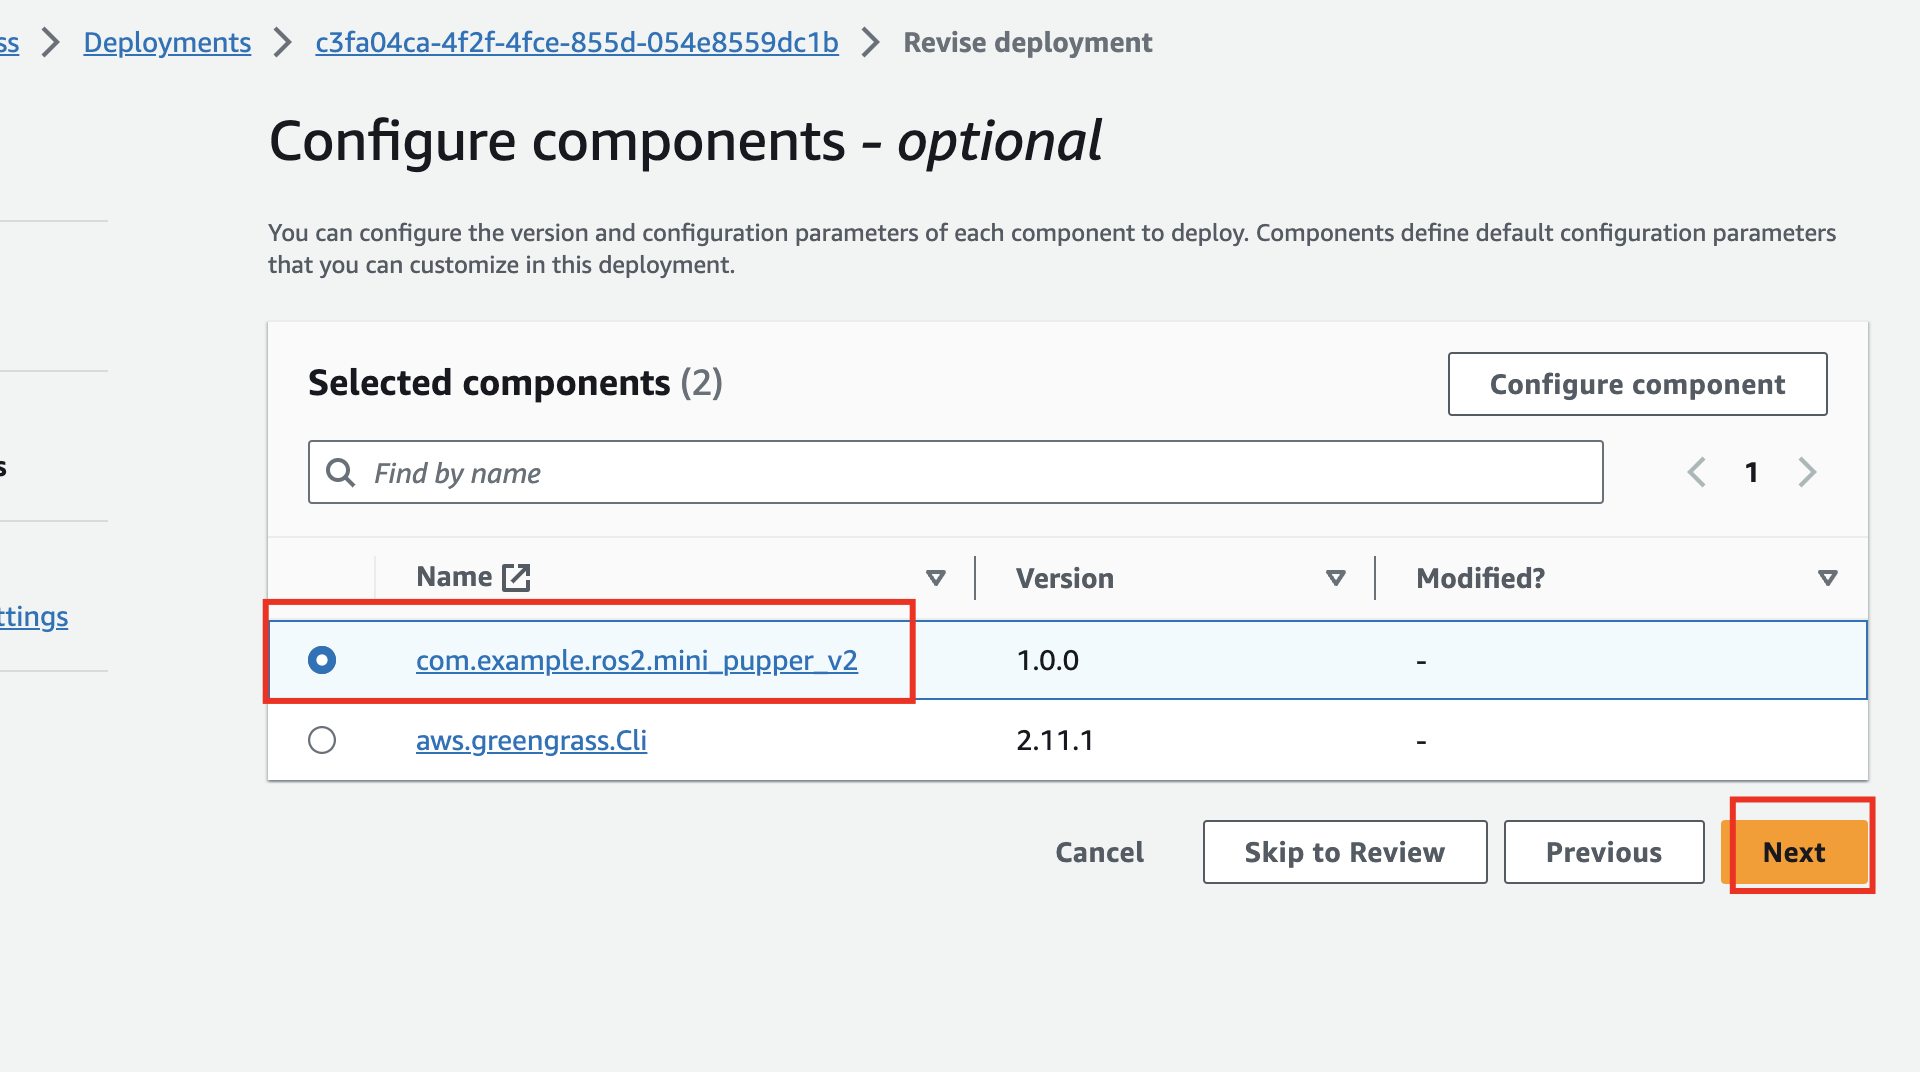 ss Deployments c3fa04ca-4f2f-4fce-855d-054e8559dc1b Revise deployment
Configure components - optional
You can configure the version and configuration parameters of each component to deploy. Components define default configuration parameters
that you can customize in this deployment.
Selected components (2)
Configure component
Find by name
1
s
Name Version Modified?
ttings
com.example.ros2.mini_pupper_v2 1.0.0 -
aws.greengrass.Cli 2.11.1 -
Cancel Skip to Review Previous Next